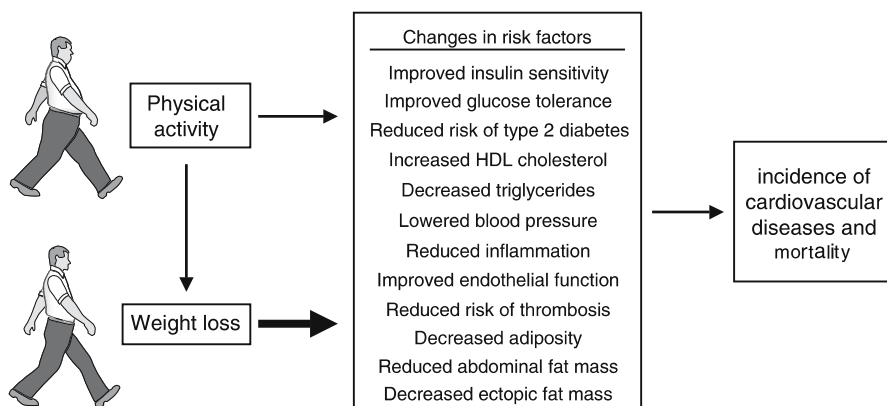 Physical
activity
Weight loss
Changes in risk factors
Improved insulin sensitivity
Improved glucose tolerance
Reduced risk of type 2 diabetes
Increased HDL cholesterol
Decreased triglycerides
Lowered blood pressure
Reduced inflammation
Improved endothelial function
Reduced risk of thrombosis
Decreased adiposity
Reduced abdominal fat mass
Decreased ectopic fat mass
incidence of
cardiovascular
diseases and
mortality